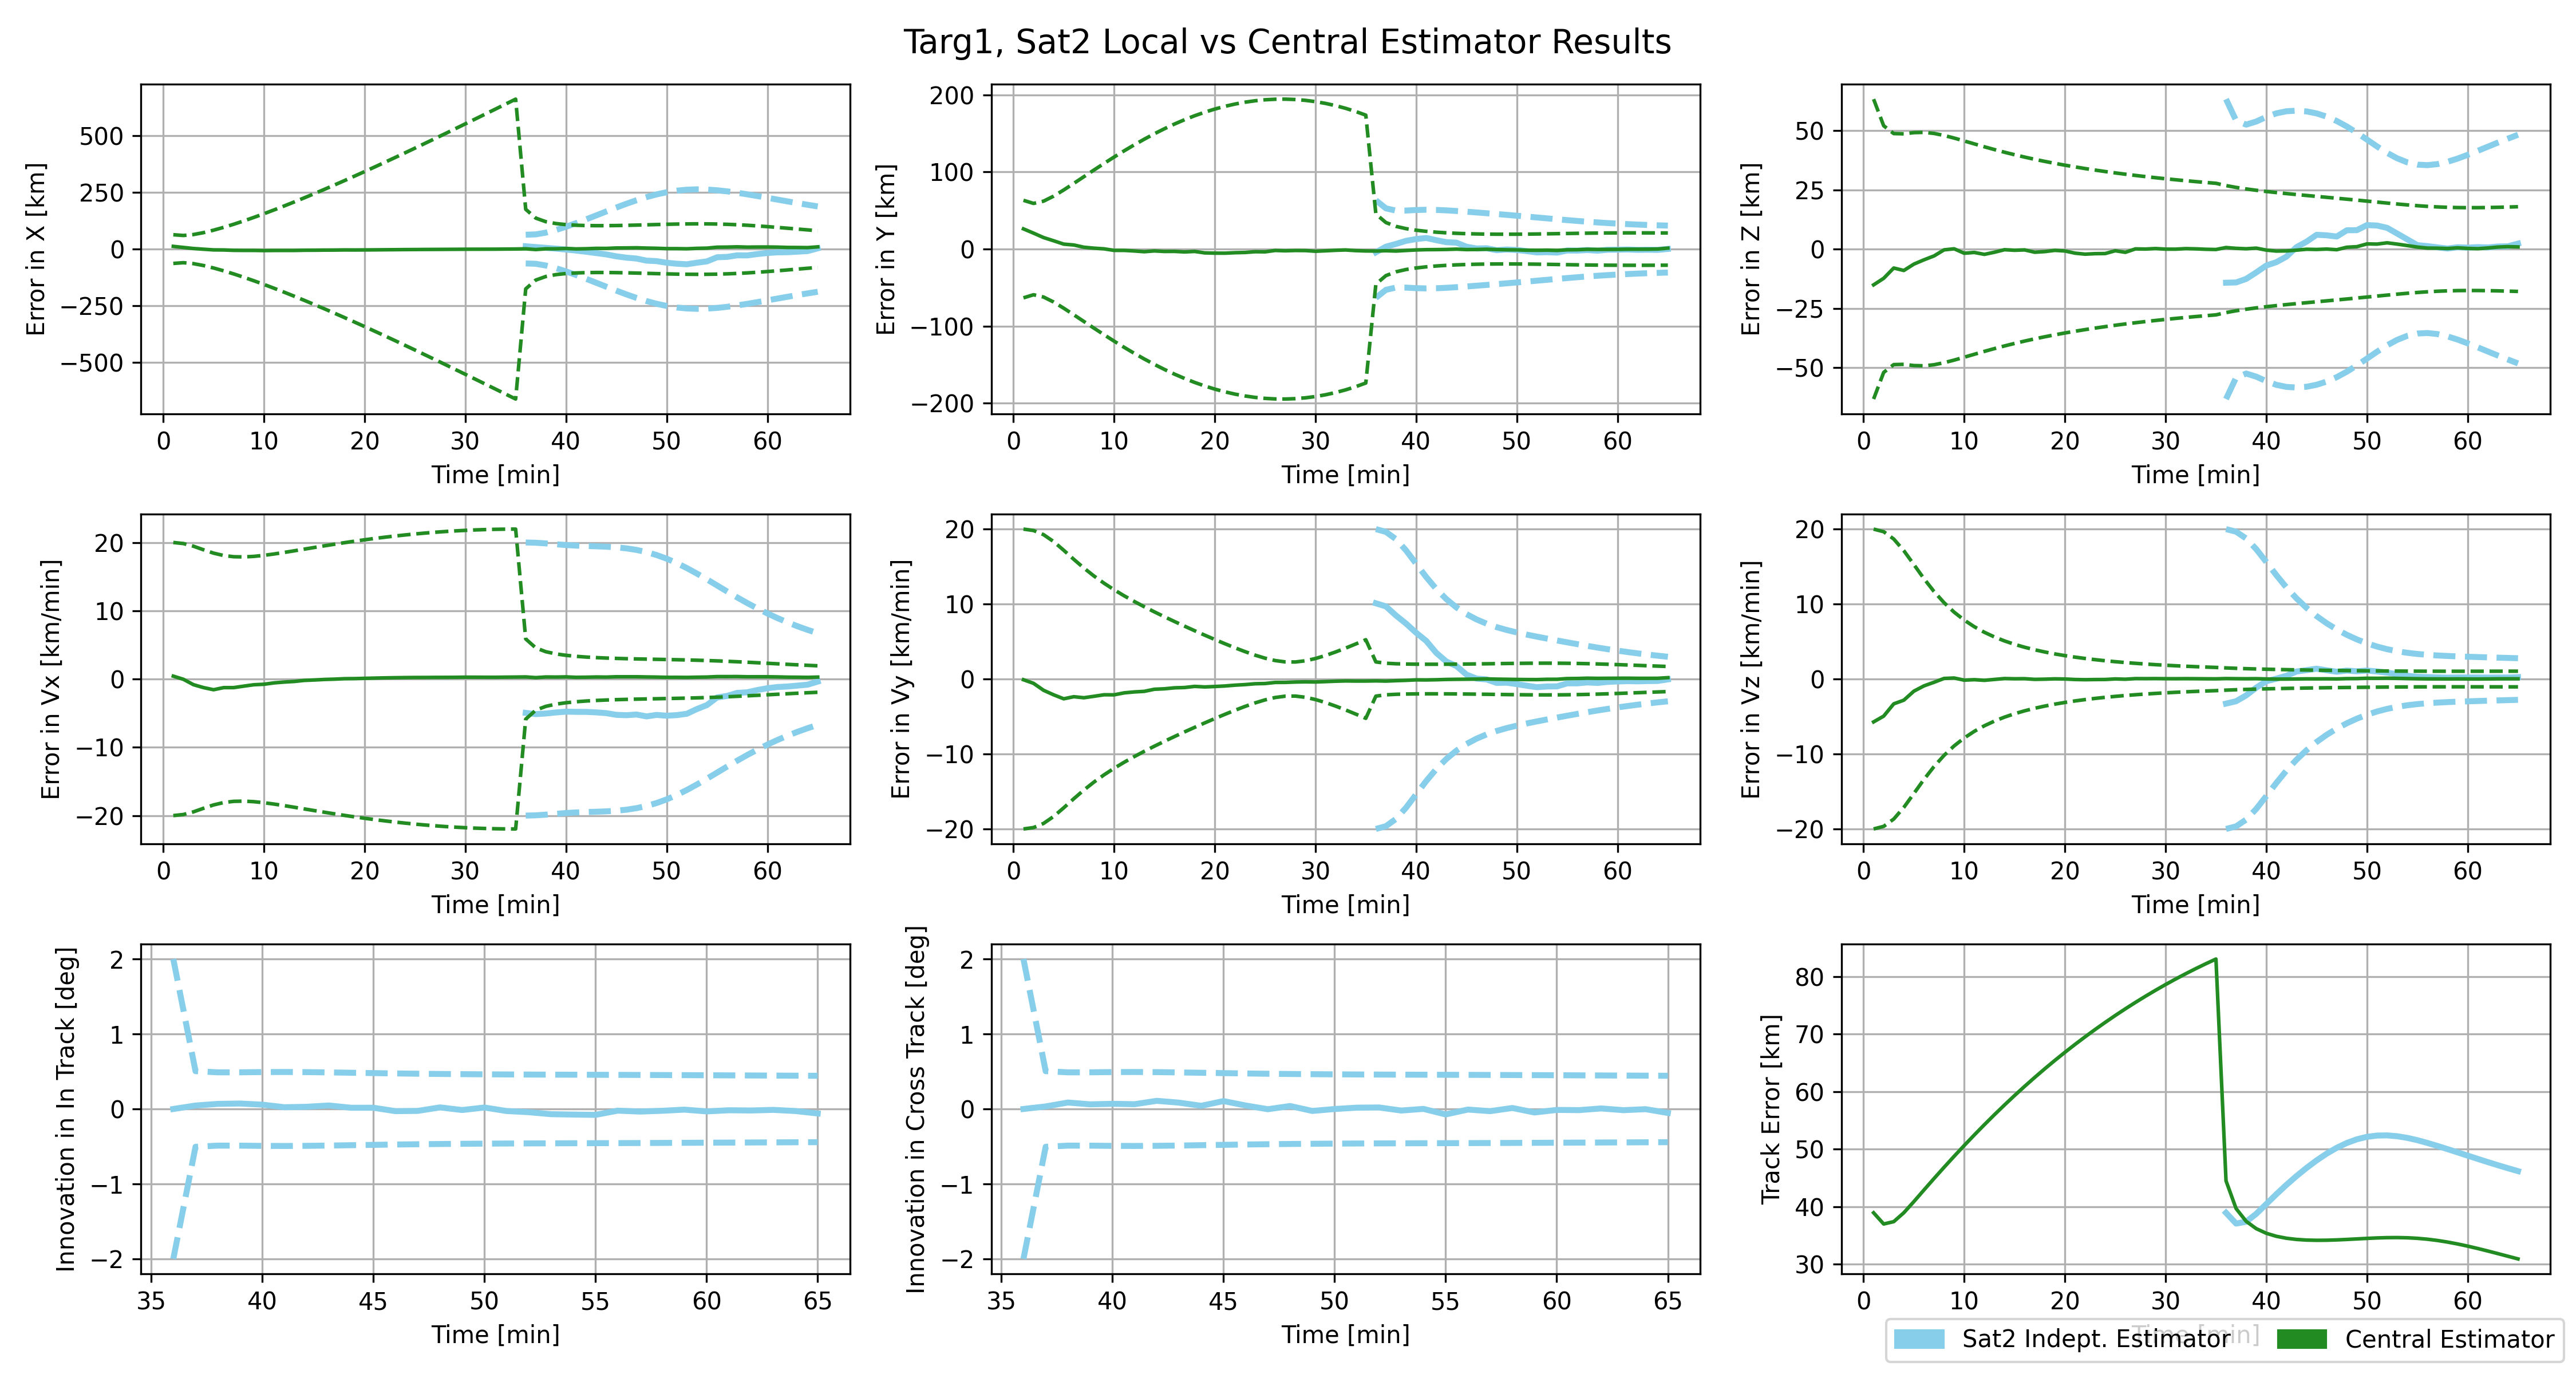 Targ1, Sat2 Local vs Central Estimator Results
Error in X [km]
500
250
0
−250
−500
0 10 20 30 40 50 60
Time [min]
Error in Y [km]
200
100
0
−100
−200
0 10 20 30 40 50 60
Time [min]
Error in Z [km]
50
25
0
−25
−50
0 10 20 30 40 50 60
Time [min]
Error in Vx [km/min]
20
10
0
−10
−20
0 10 20 30 40 50 60
Time [min]
Error in Vy [km/min]
20
10
0
−10
−20
0 10 20 30 40 50 60
Time [min]
Error in Vz [km/min]
20
10
0
−10
−20
0 10 20 30 40 50 60
Time [min]
Innovation in In Track [deg]
2
1
0
−1
−2
35 40 45 50 55 60 65
Time [min]
Innovation in Cross Track [deg]
2
1
0
−1
−2
35 40 45 50 55 60 65
Time [min]
Track Error [km]
80
70
60
50
40
30
0 10 20 30 40 50 60
Time [min]
Sat2 Indept. Estimator
Central Estimator